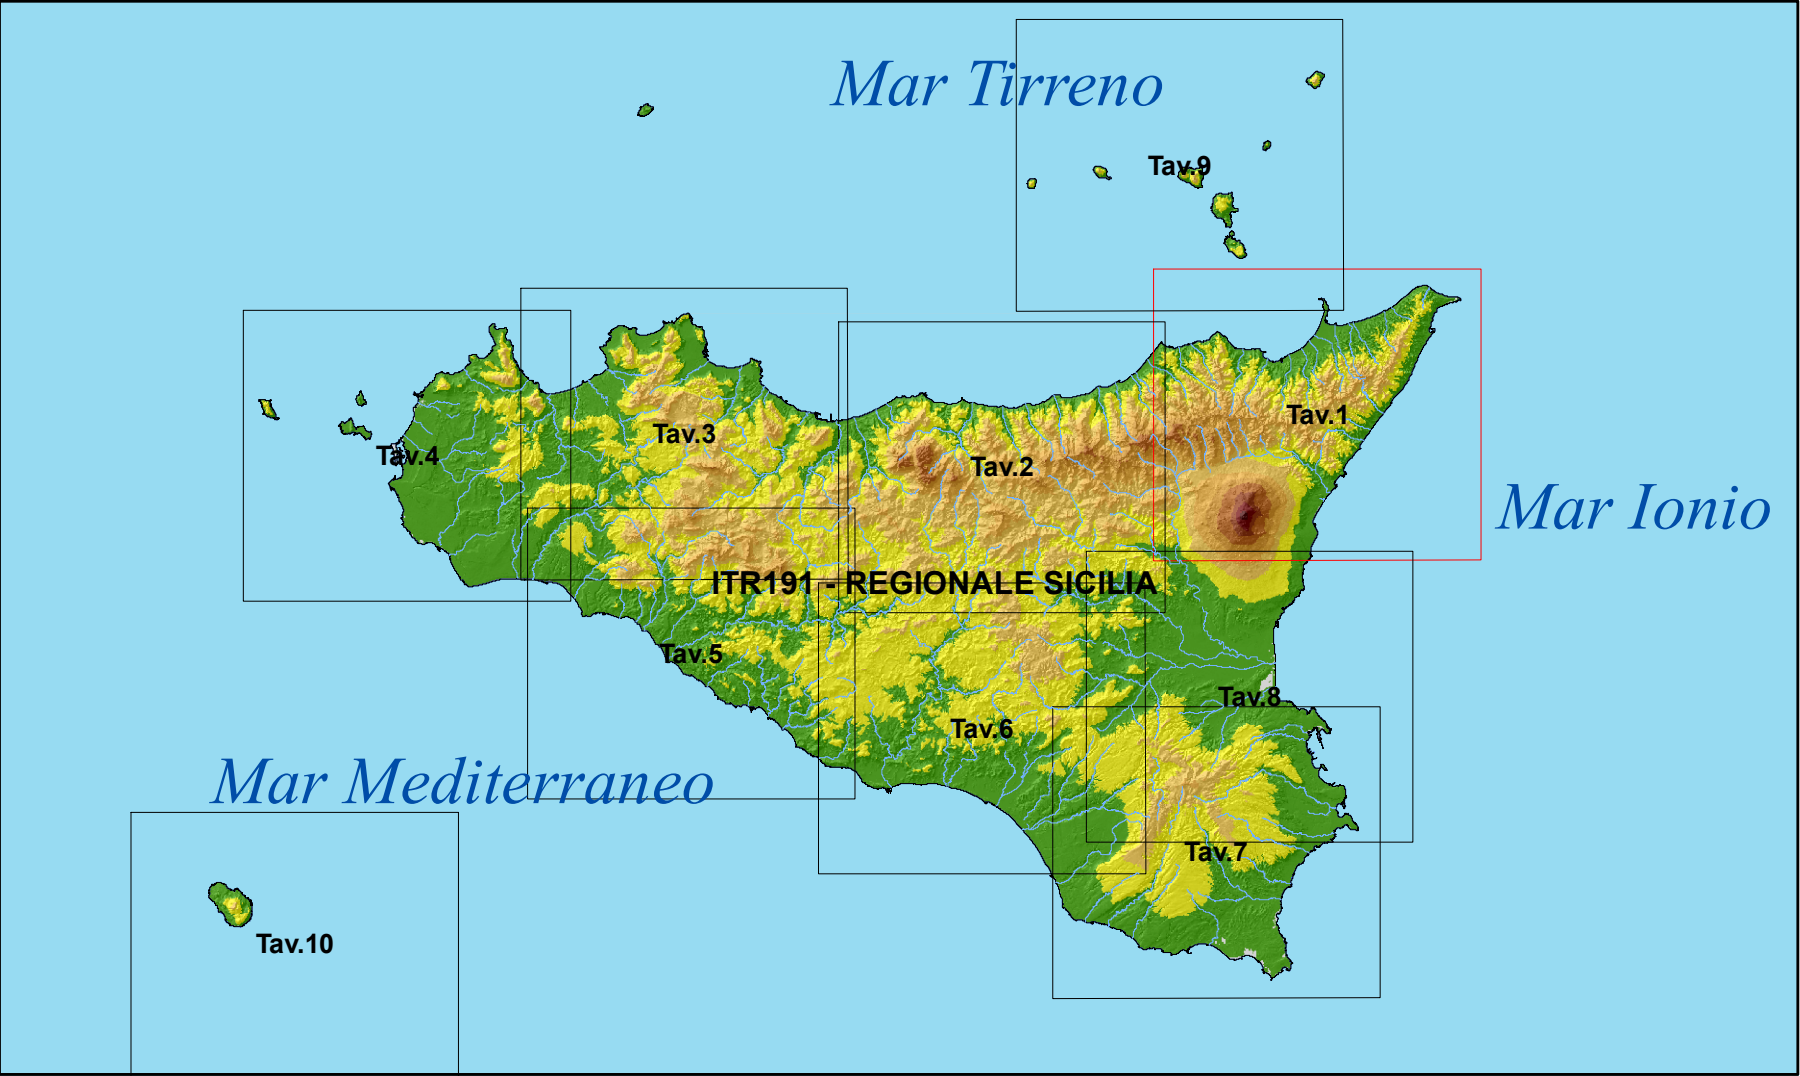 Mar Tirreno
Tav.9
Tav.1
Tav.3
Tav.4
Tav.2
Mar Ionio
ITR191 - REGIONALE SICILIA
Tav.5
Tav.8
Tav.6
Mar Mediterraneo
Tav.7
Tav.10